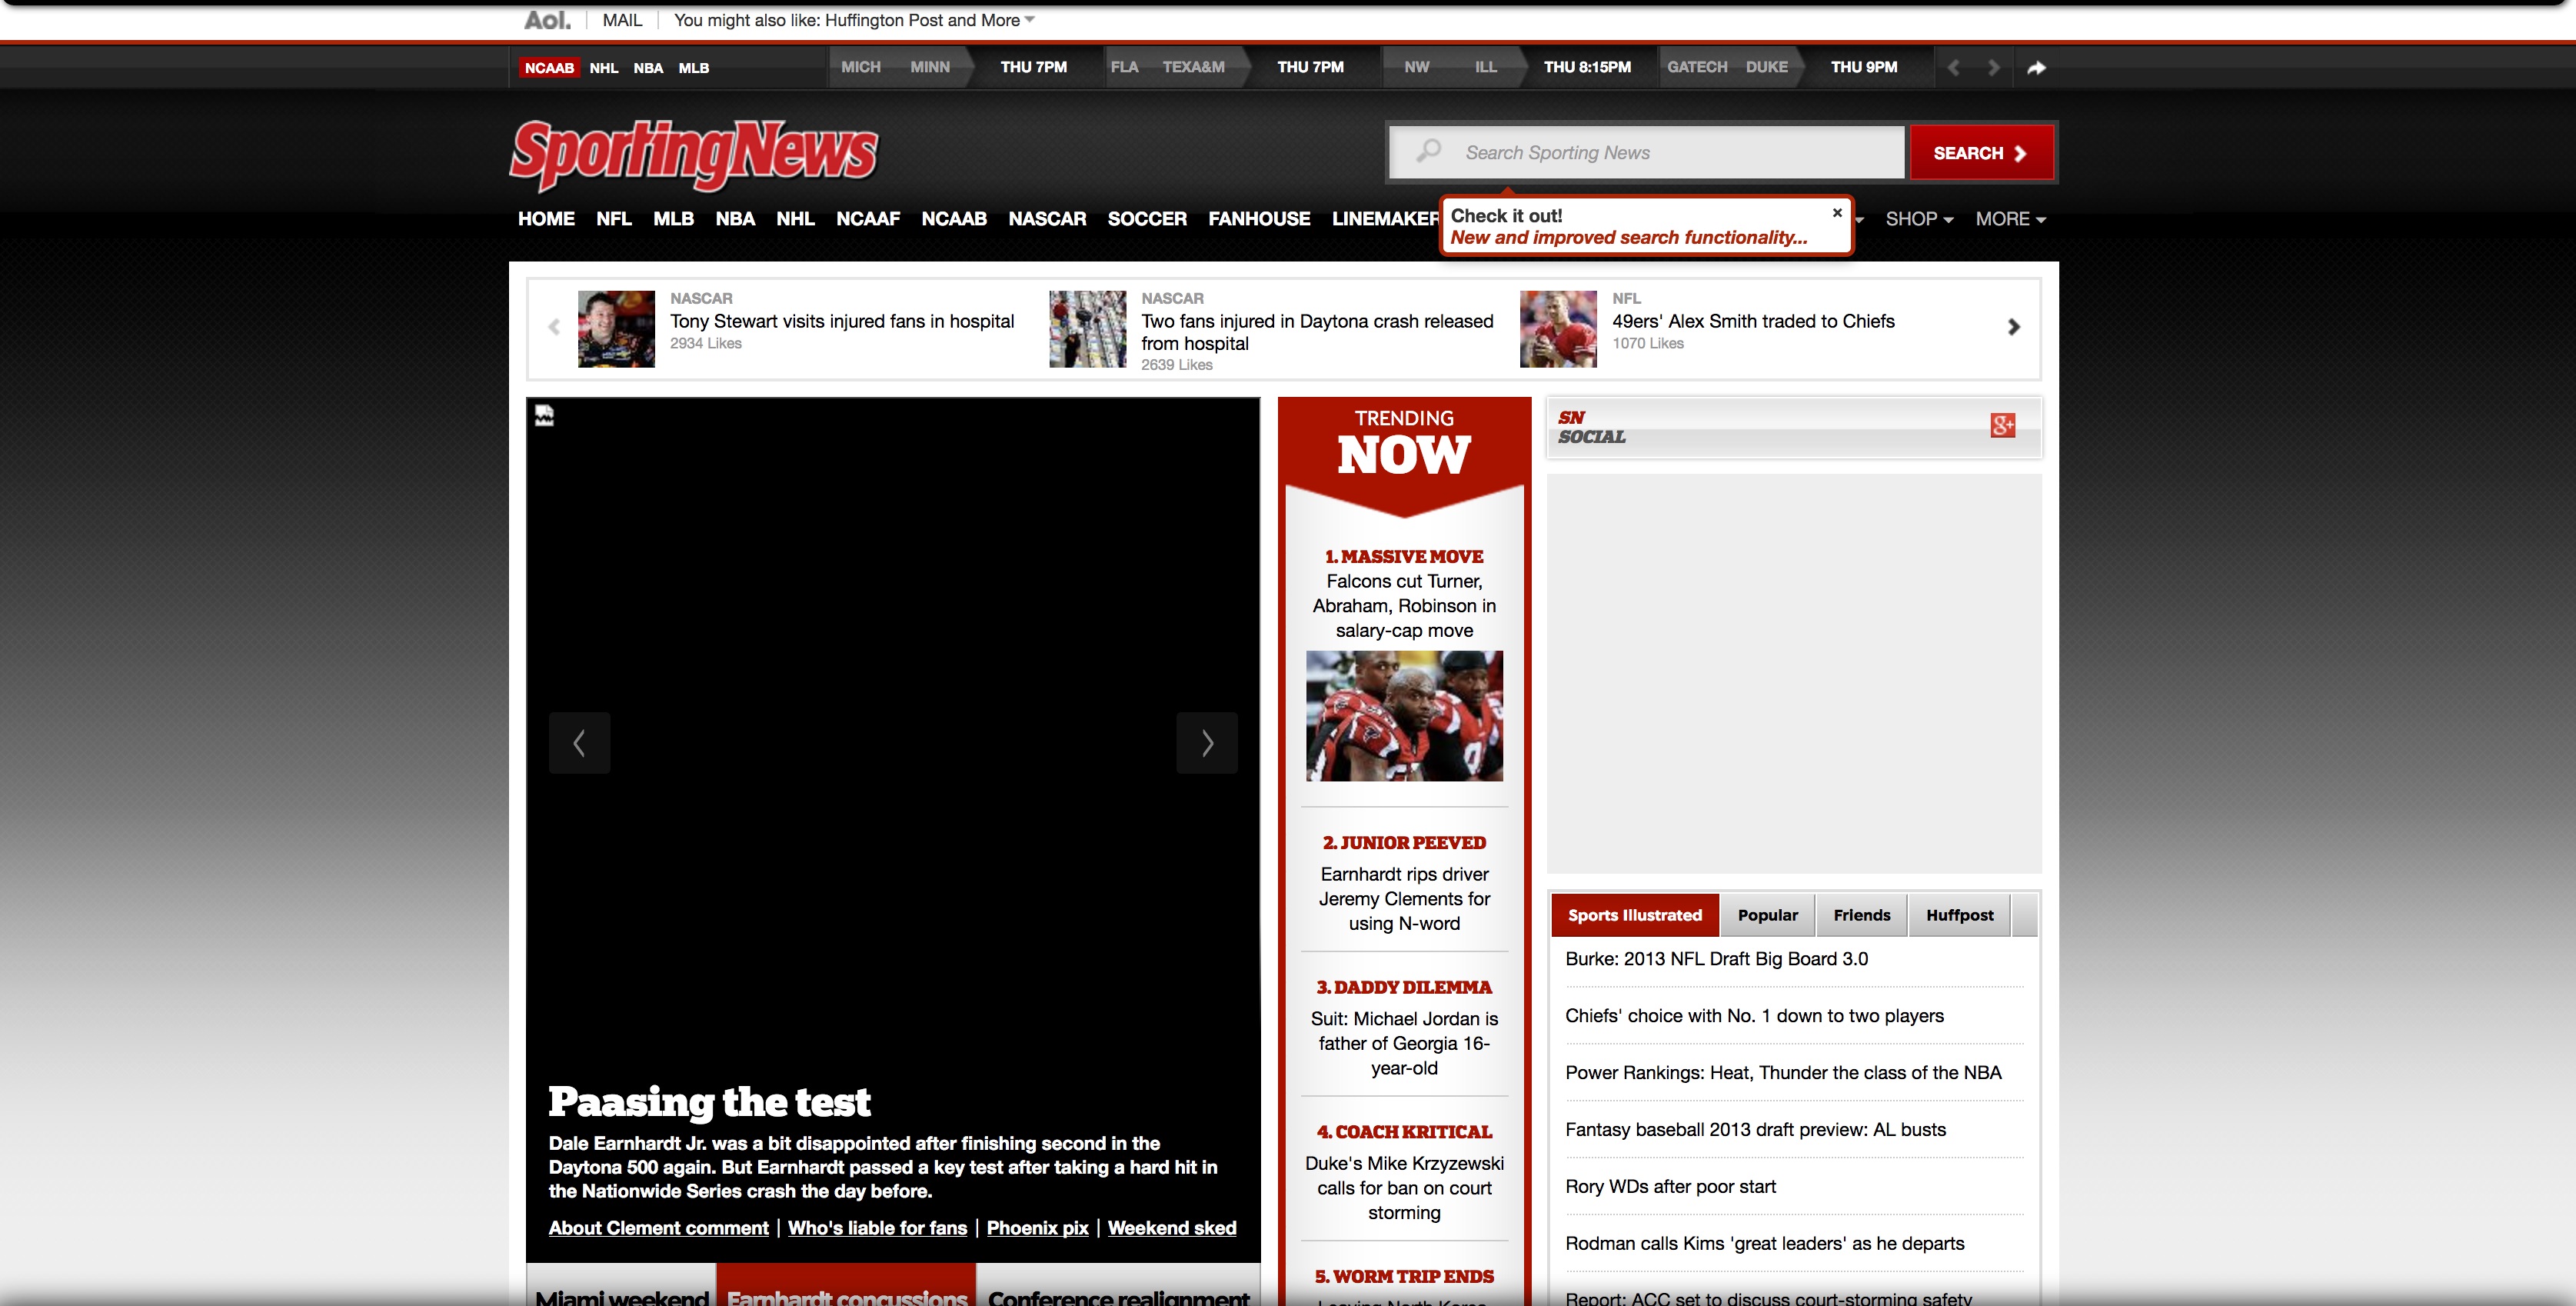 Aol. MAIL You might also like: Huffington Post and More
NCAAB NHL NBA MLB MICH MINN THU 7PM FLA TEXA&M THU 7PM NW ILL THU 8:15PM GATECH DUKE THU 9PM
SportingNews
Search Sporting News SEARCH
HOME NFL MLB NBA NHL NCAAF NCAAB NASCAR SOCCER FANHOUSE LINEMAKER SHOP MORE
Check it out! ×
New and improved search functionality...
NASCAR
Tony Stewart visits injured fans in hospital
2934 Likes
NASCAR
Two fans injured in Daytona crash released
from hospital
2639 Likes
NFL
49ers' Alex Smith traded to Chiefs
1070 Likes
Paasing the test
Dale Earnhardt Jr. was a bit disappointed after finishing second in the
Daytona 500 again. But Earnhardt passed a key test after taking a hard hit in
the Nationwide Series crash the day before.
About Clement comment | Who's liable for fans | Phoenix pix | Weekend sked
Miami weekend Earnhardt concussions Conference realignment
TRENDING
NOW
1. MASSIVE MOVE
Falcons cut Turner,
Abraham, Robinson in
salary-cap move
2. JUNIOR PEEVED
Earnhardt rips driver
Jeremy Clements for
using N-word
3. DADDY DILEMMA
Suit: Michael Jordan is
father of Georgia 16-
year-old
4. COACH KRITICAL
Duke's Mike Krzyzewski
calls for ban on court
storming
5. WORM TRIP ENDS
Leaving North Korea
SN
SOCIAL
g+
Sports Illustrated Popular Friends Huffpost
Burke: 2013 NFL Draft Big Board 3.0
Chiefs' choice with No. 1 down to two players
Power Rankings: Heat, Thunder the class of the NBA
Fantasy baseball 2013 draft preview: AL busts
Rory WDs after poor start
Rodman calls Kims 'great leaders' as he departs
Report: ACC set to discuss court-storming safety